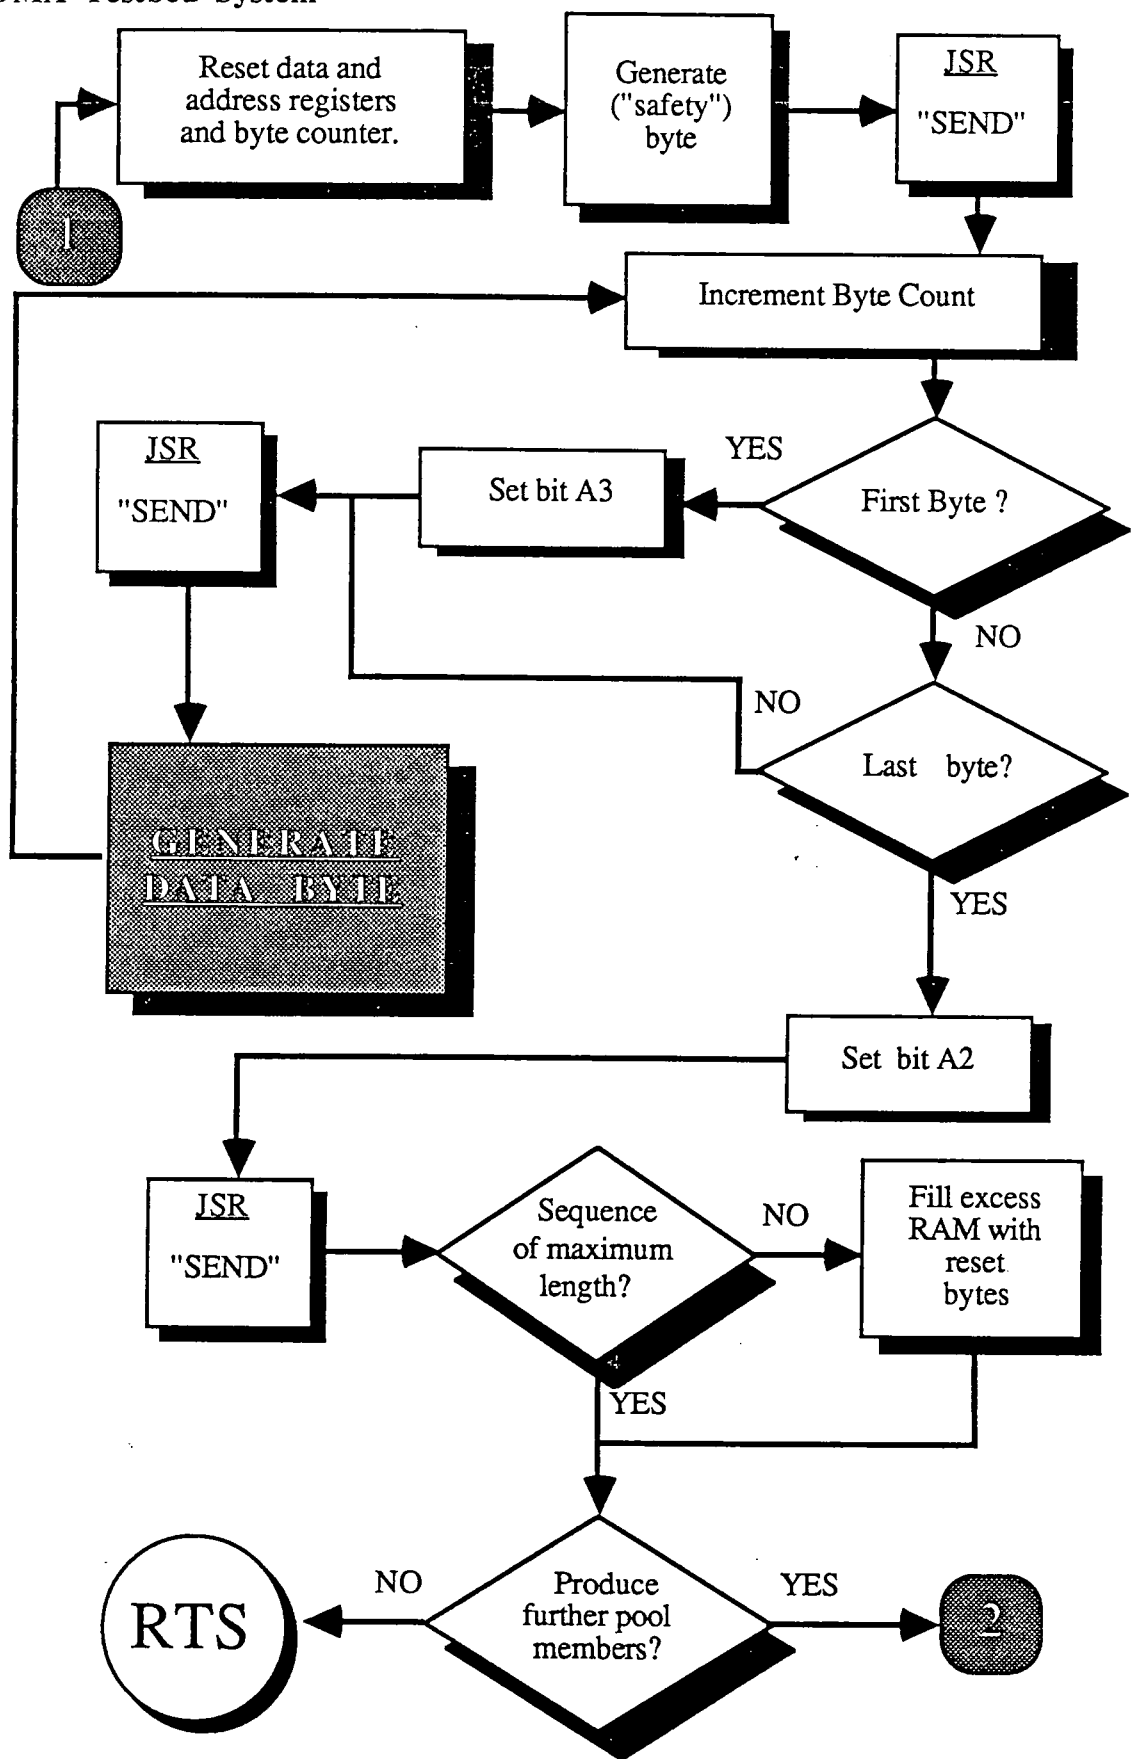 Testbed System
Reset data and
address registers
and byte counter.
Generate
("safety")
byte
JSR
"SEND"
1
Increment Byte Count
JSR
"SEND"
Set bit A3
YES
First Byte ?
NO
NO
Last byte?
GENERATE
DATA BYTE
YES
Set bit A2
JSR
"SEND"
Sequence
of maximum
length?
NO
Fill excess
RAM with
reset
bytes
YES
RTS
NO
Produce
further pool
members?
YES
2